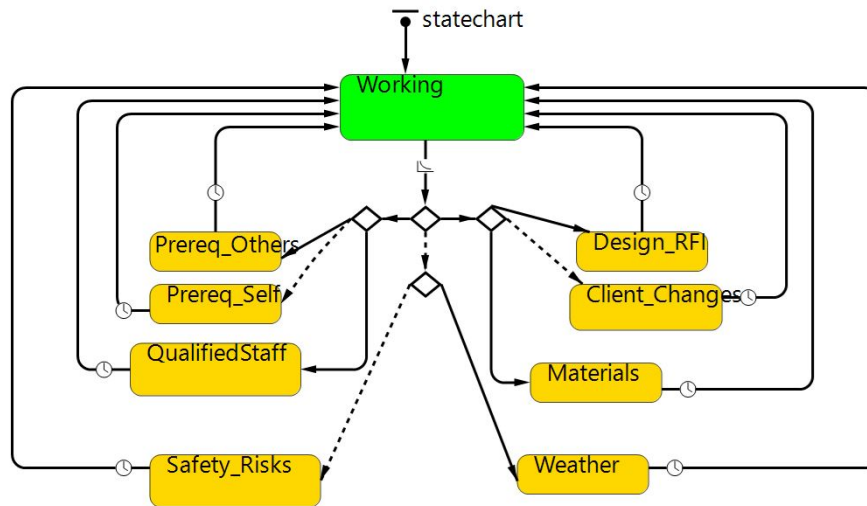 statechart
Working
Prereq_Others
Design_RFI
Prereq_Self
Client_Changes
QualifiedStaff
Materials
Safety_Risks
Weather